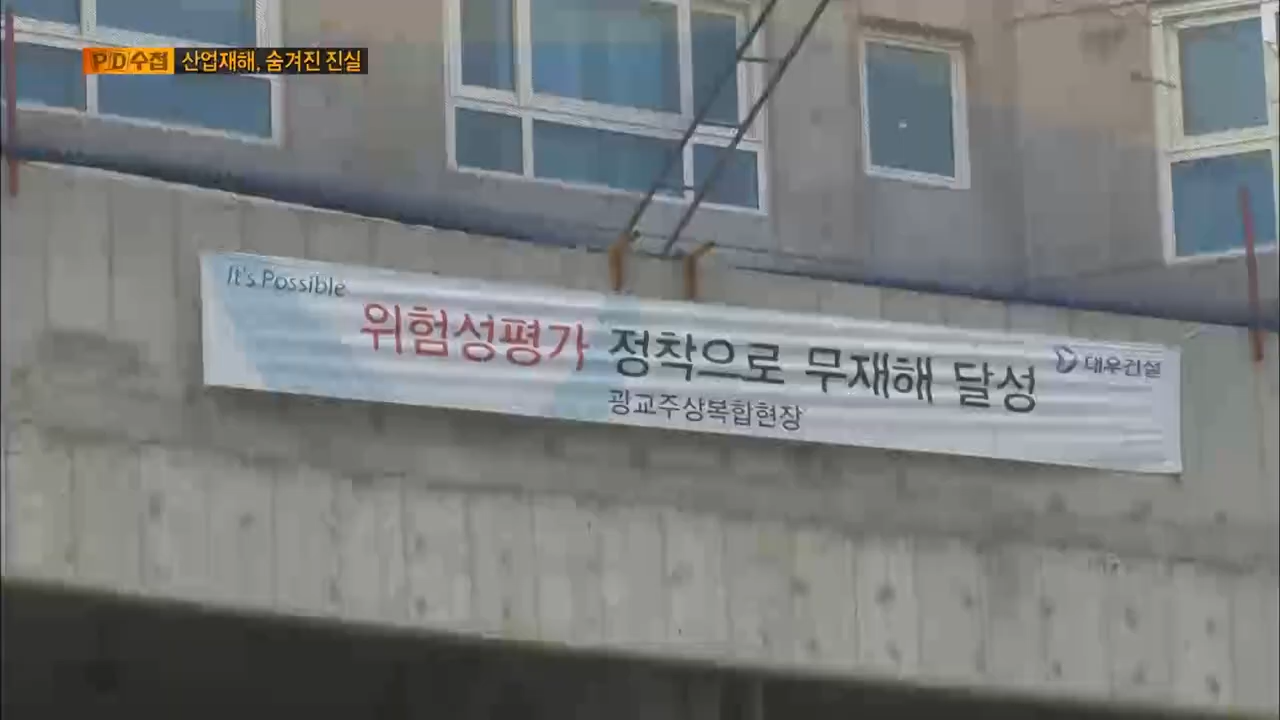 PD수첩 산업재해, 숨겨진 진실
It's Possible
위험성평가 정착으로 무재해 달성
대우건설
광교주상복합현장